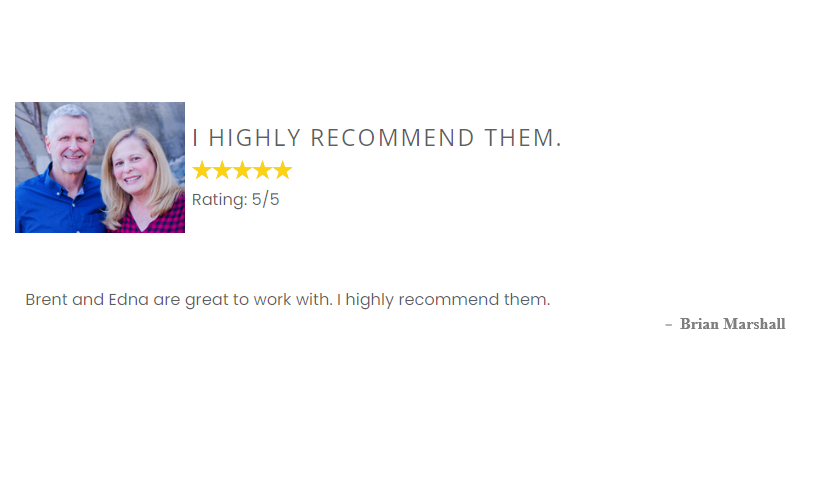 I HIGHLY RECOMMEND THEM.
Rating: 5/5
Brent and Edna are great to work with. I highly recommend them.
– Brian Marshall